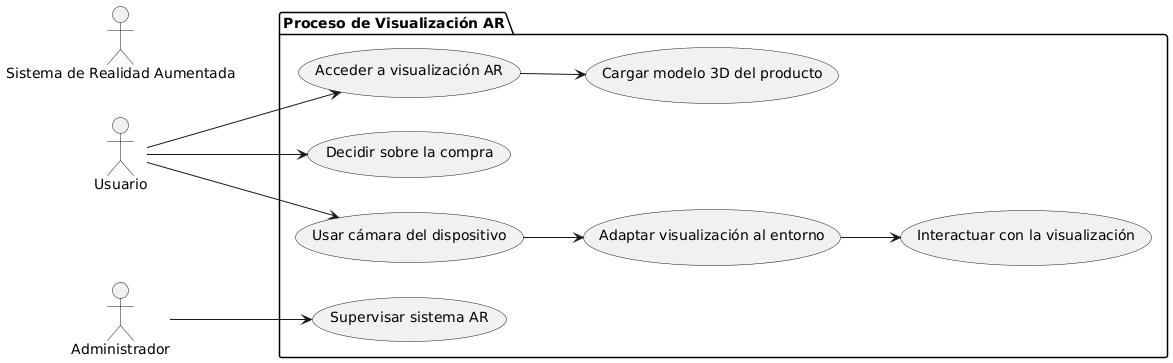 Proceso de Visualización AR
Sistema de Realidad Aumentada
Acceder a visualización AR
Cargar modelo 3D del producto
Usuario
Decidir sobre la compra
Usar cámara del dispositivo
Adaptar visualización al entorno
Interactuar con la visualización
Administrador
Supervisar sistema AR